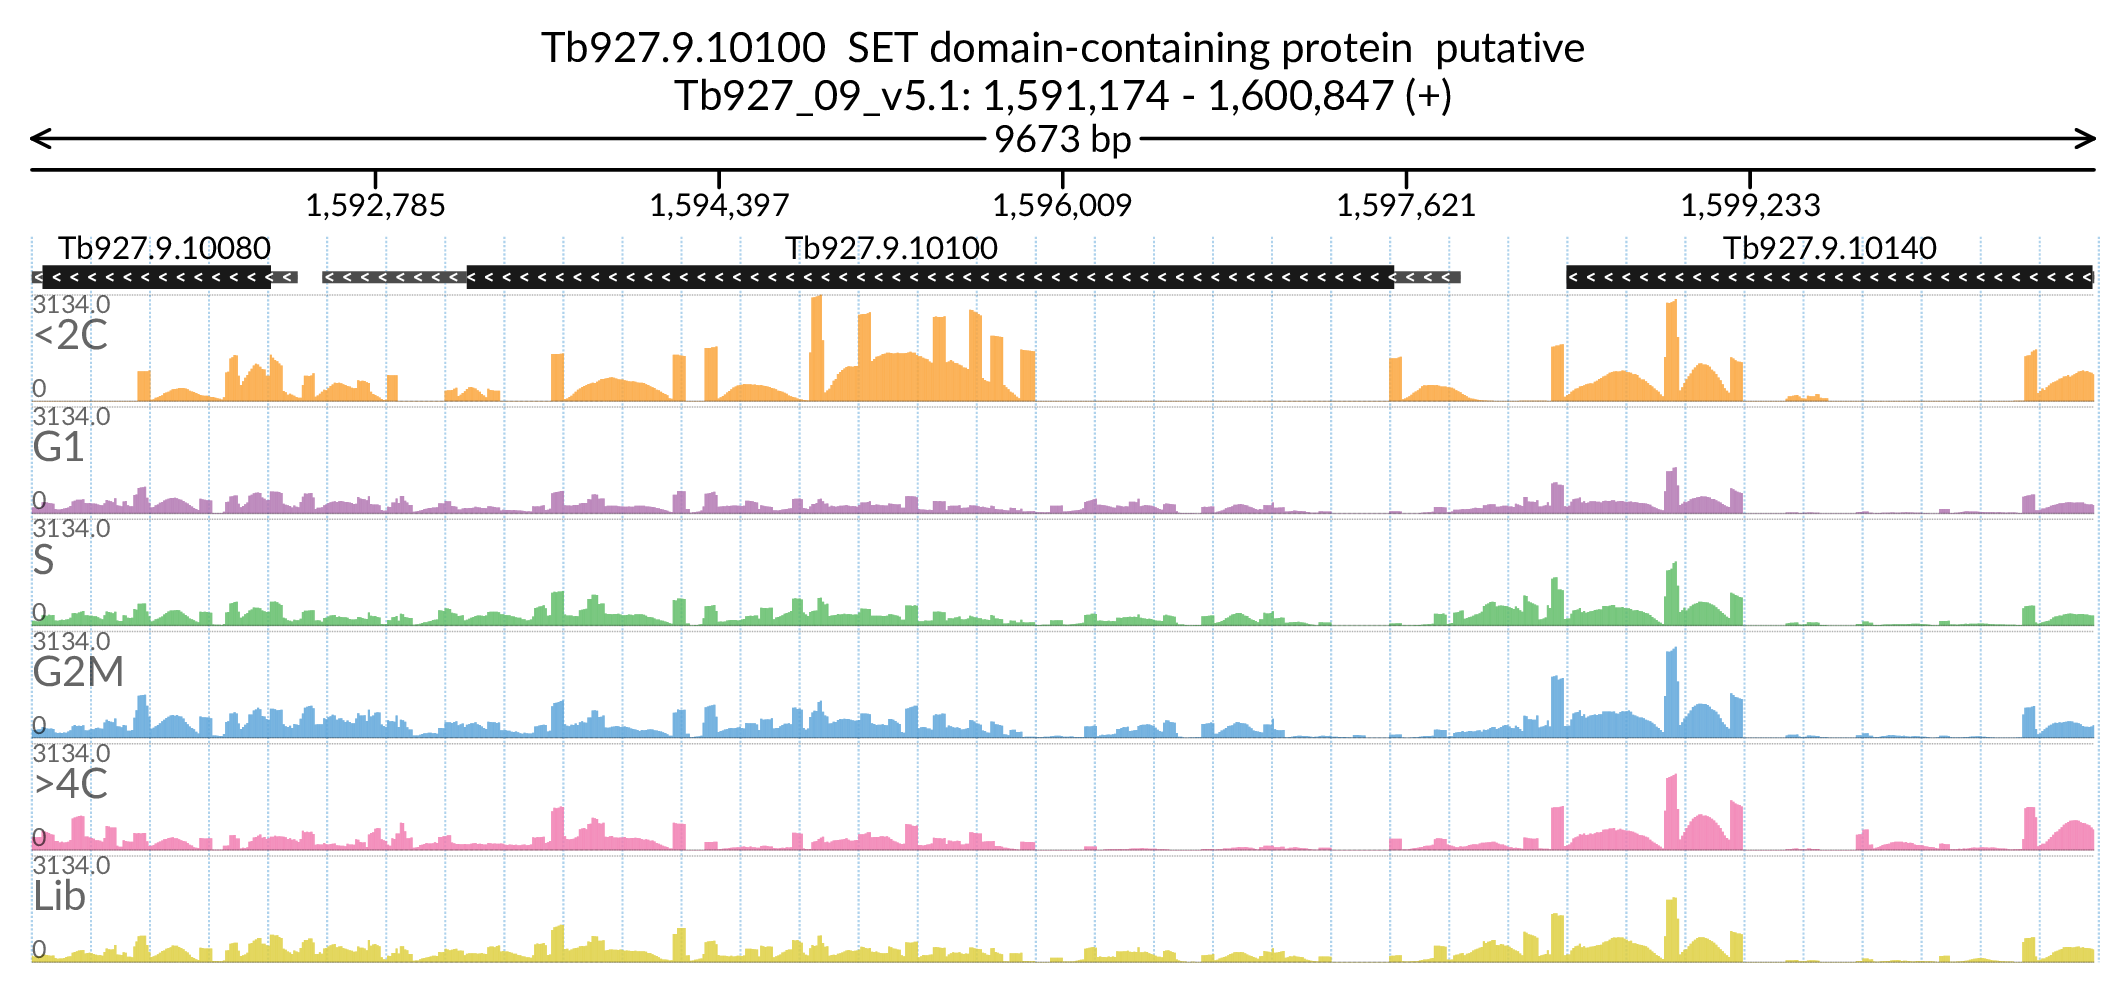 Tb927.9.10100  SET domain-containing protein  putative
Tb927_09_v5.1: 1,591,174 - 1,600,847 (+)
9673 bp
1,592,785 1,594,397 1,596,009 1,597,621 1,599,233
Tb927.9.10080 Tb927.9.10100 Tb927.9.10140
3134.0
<2C
0
3134.0
G1
0
3134.0
S
0
3134.0
G2M
0
3134.0
>4C
0
3134.0
Lib
0